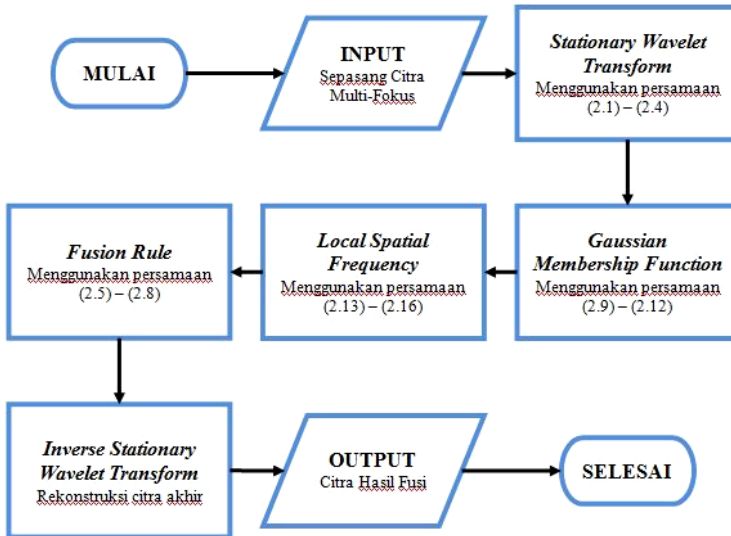 MULAI
INPUT
Sepasang Citra
Multi-Fokus
Stationary Wavelet
Transform
Menggunakan persamaan
(2.1) – (2.4)
Gaussian
Membership Function
Menggunakan persamaan
(2.9) – (2.12)
Local Spatial
Frequency
Menggunakan persamaan
(2.13) – (2.16)
Fusion Rule
Menggunakan persamaan
(2.5) – (2.8)
Inverse Stationary
Wavelet Transform
Rekonstruksi citra akhir
OUTPUT
Citra Hasil Fusi
SELESAI